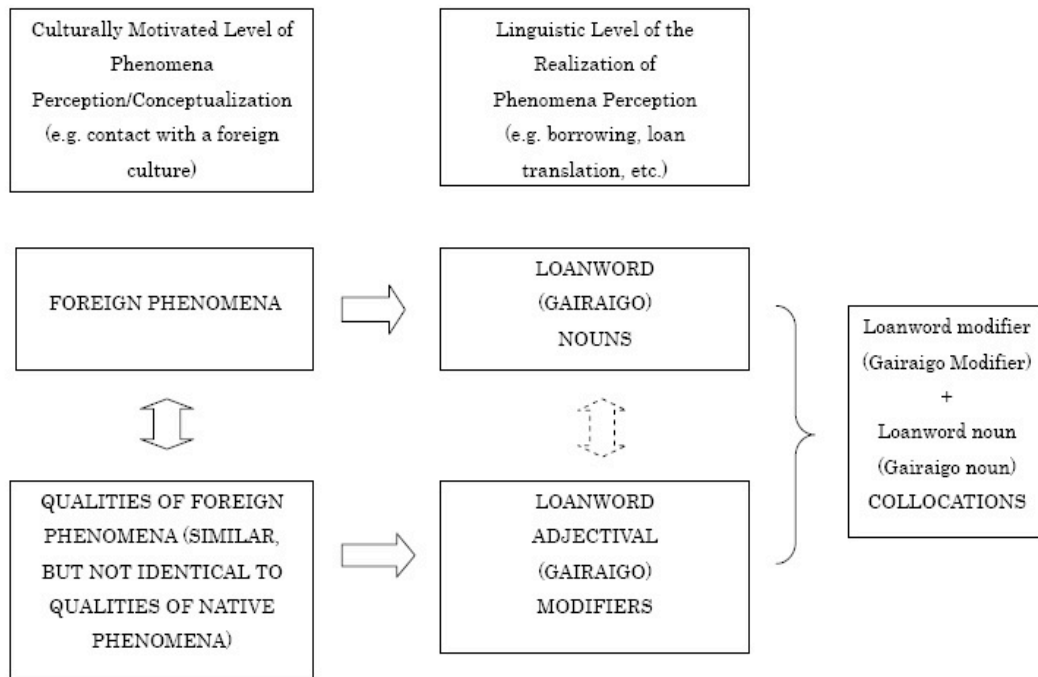 Culturally Motivated Level of
Phenomena
Perception/Conceptualization
(e.g. contact with a foreign
culture)
Linguistic Level of the
Realization of
Phenomena Perception
(e.g. borrowing, loan
translation, etc.)
FOREIGN PHENOMENA
LOANWORD
(GAIRAIGO)
NOUNS
QUALITIES OF FOREIGN
PHENOMENA (SIMILAR,
BUT NOT IDENTICAL TO
QUALITIES OF NATIVE
PHENOMENA)
LOANWORD
ADJECTIVAL
(GAIRAIGO)
MODIFIERS
Loanword modifier
(Gairaigo Modifier)
+
Loanword noun
(Gairaigo noun)
COLLOCATIONS